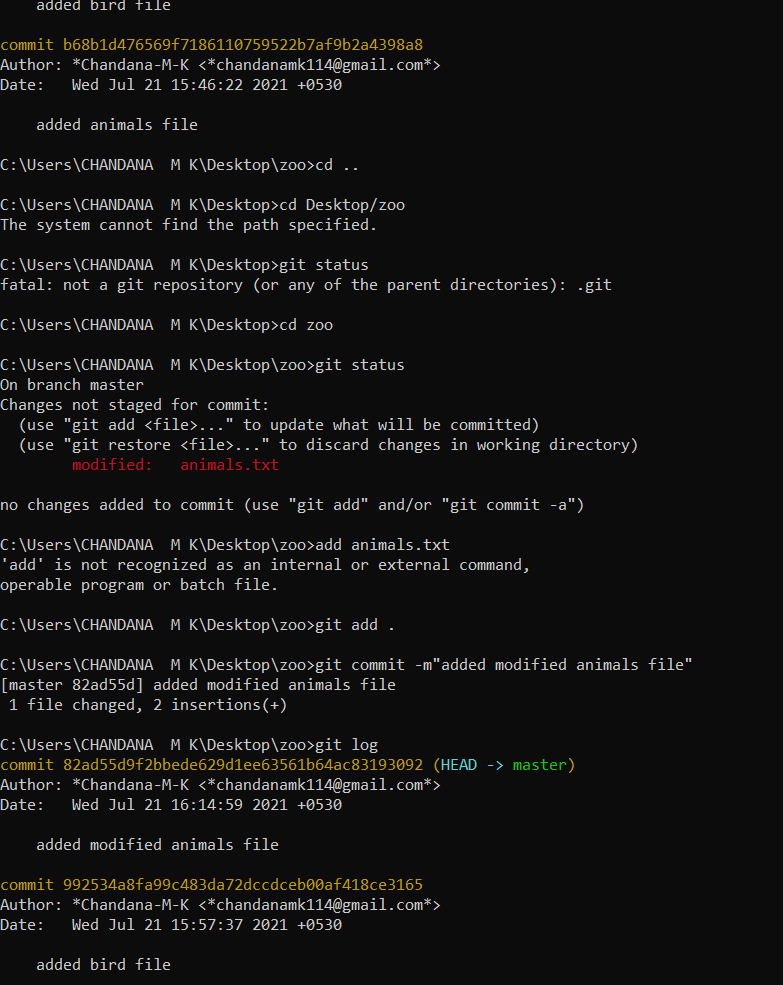 added bird file
commit b68b1d476569f7186110759522b7af9b2a4398a8
Author: *Chandana-M-K <*chandanamk114@gmail.com*>
Date:   Wed Jul 21 15:46:22 2021 +0530
added animals file
C:\Users\CHANDANA  M K\Desktop\zoo>cd ..
C:\Users\CHANDANA  M K\Desktop>cd Desktop/zoo
The system cannot find the path specified.
C:\Users\CHANDANA  M K\Desktop>git status
fatal: not a git repository (or any of the parent directories): .git
C:\Users\CHANDANA  M K\Desktop>cd zoo
C:\Users\CHANDANA  M K\Desktop\zoo>git status
On branch master
Changes not staged for commit:
  (use "git add <file>..." to update what will be committed)
  (use "git restore <file>..." to discard changes in working directory)
        modified:   animals.txt
no changes added to commit (use "git add" and/or "git commit -a")
C:\Users\CHANDANA  M K\Desktop\zoo>add animals.txt
'add' is not recognized as an internal or external command,
operable program or batch file.
C:\Users\CHANDANA  M K\Desktop\zoo>git add .
C:\Users\CHANDANA  M K\Desktop\zoo>git commit -m"added modified animals file"
[master 82ad55d] added modified animals file
 1 file changed, 2 insertions(+)
C:\Users\CHANDANA  M K\Desktop\zoo>git log
commit 82ad55d9f2bbede629d1ee63561b64ac83193092 (HEAD -> master)
Author: *Chandana-M-K <*chandanamk114@gmail.com*>
Date:   Wed Jul 21 16:14:59 2021 +0530
added modified animals file
commit 992534a8fa99c483da72dccdceb00af418ce3165
Author: *Chandana-M-K <*chandanamk114@gmail.com*>
Date:   Wed Jul 21 15:57:37 2021 +0530
added bird file